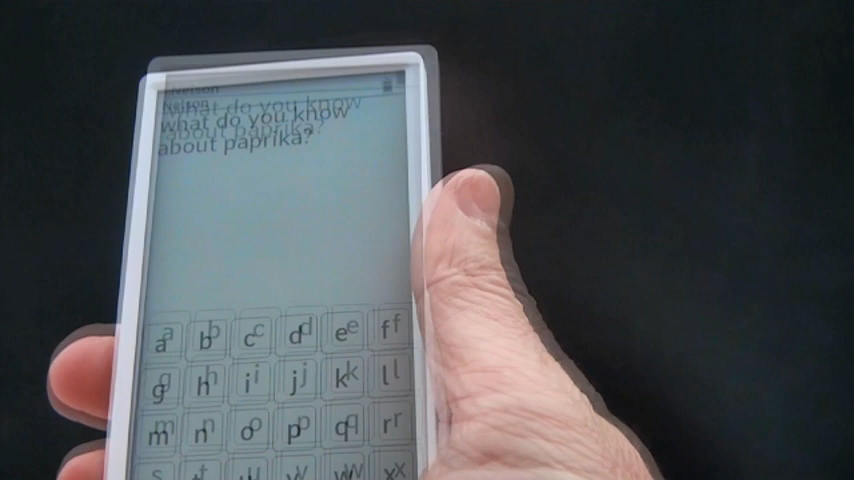 Nelson
what do you know
about paprika?
a b c d e f
g h i j k l
m n o p q r
s t u v w x